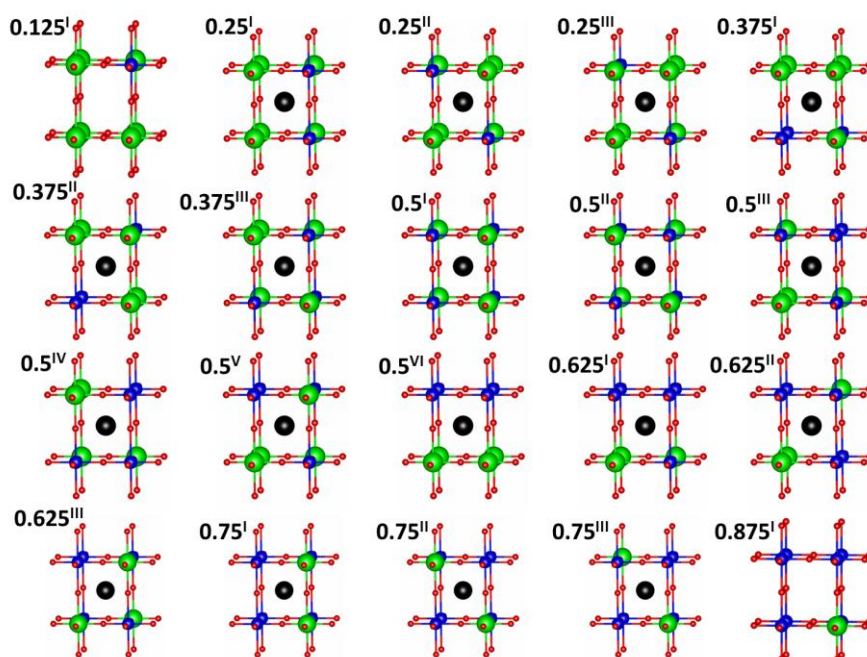 0.125ᴵ 0.25ᴵ 0.25ᴵᴵ 0.25ᴵᴵᴵ 0.375ᴵ
0.375ᴵᴵ 0.375ᴵᴵᴵ 0.5ᴵ 0.5ᴵᴵ 0.5ᴵᴵᴵ
0.5ᴵⱽ 0.5ⱽ 0.5ⱽᴵ 0.625ᴵ 0.625ᴵᴵ
0.625ᴵᴵᴵ 0.75ᴵ 0.75ᴵᴵ 0.75ᴵᴵᴵ 0.875ᴵ